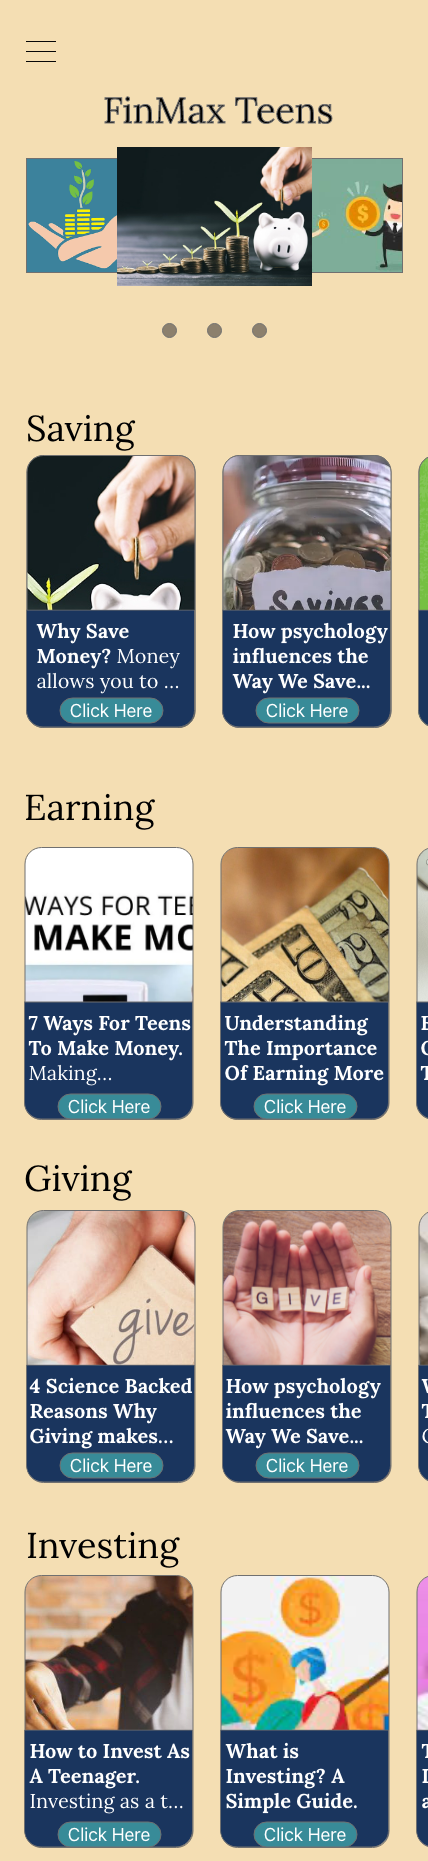 FinMax Teens
Saving
SAVINGS
Why Save
Money? Money
allows you to ...
Click Here
How psychology
influences the
Way We Save...
Click Here
Earning
WAYS FOR TEE
MAKE MO
7 Ways For Teens
To Make Money.
Making...
Click Here
Understanding
The Importance
Of Earning More
Click Here
Giving
give
4 Science Backed
Reasons Why
Giving makes...
Click Here
GIVE
How psychology
influences the
Way We Save...
Click Here
Investing
How to Invest As
A Teenager.
Investing as a t...
Click Here
What is
Investing? A
Simple Guide.
Click Here